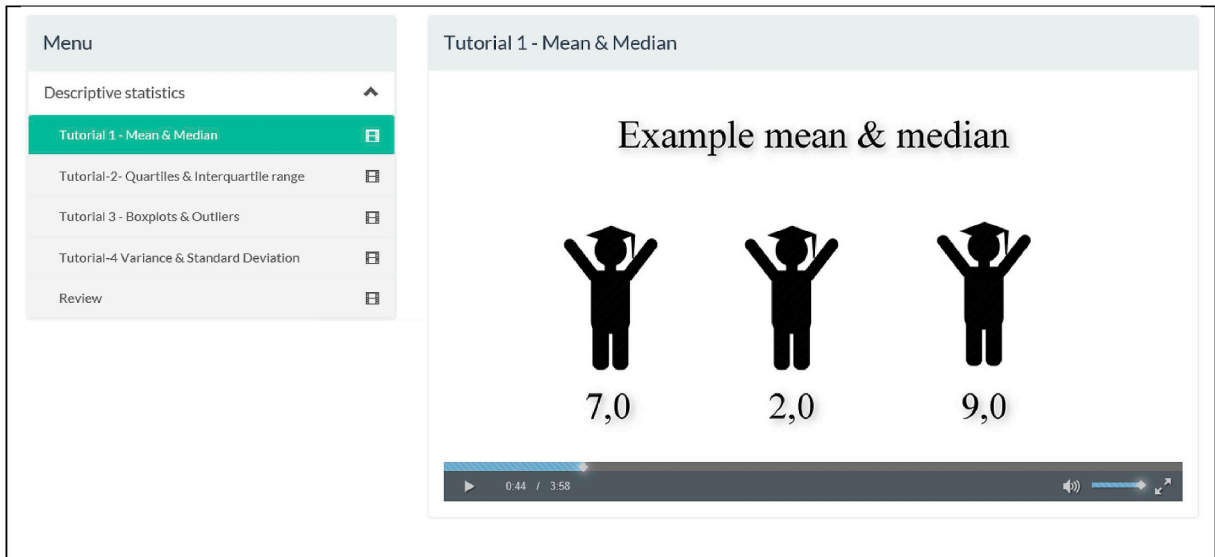 Menu
Descriptive statistics
Tutorial 1 - Mean & Median
Tutorial-2- Quartiles & Interquartile range
Tutorial 3 - Boxplots & Outliers
Tutorial-4 Variance & Standard Deviation
Review
Tutorial 1 - Mean & Median
Example mean & median
7,0 2,0 9,0
0:44 / 3:58